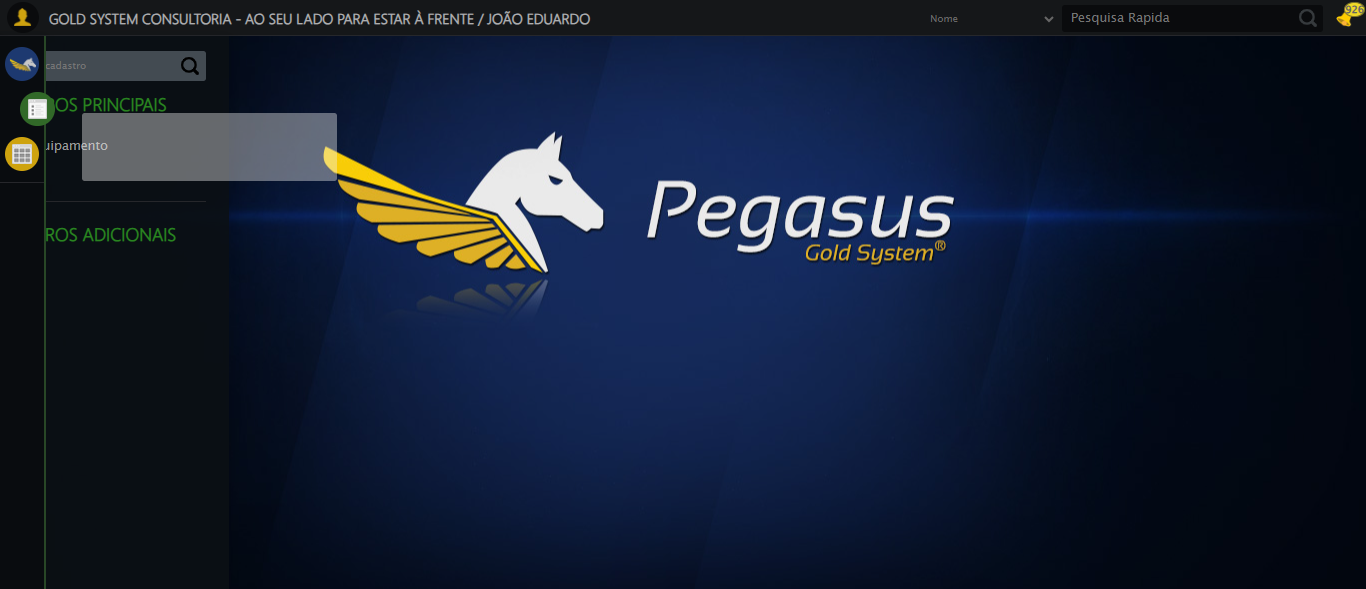 GOLD SYSTEM CONSULTORIA - AO SEU LADO PARA ESTAR À FRENTE / JOÃO EDUARDO
Nome
Pesquisa Rapida
926
cadastro
OS PRINCIPAIS
uipamento
ROS ADICIONAIS
Pegasus
Gold System®